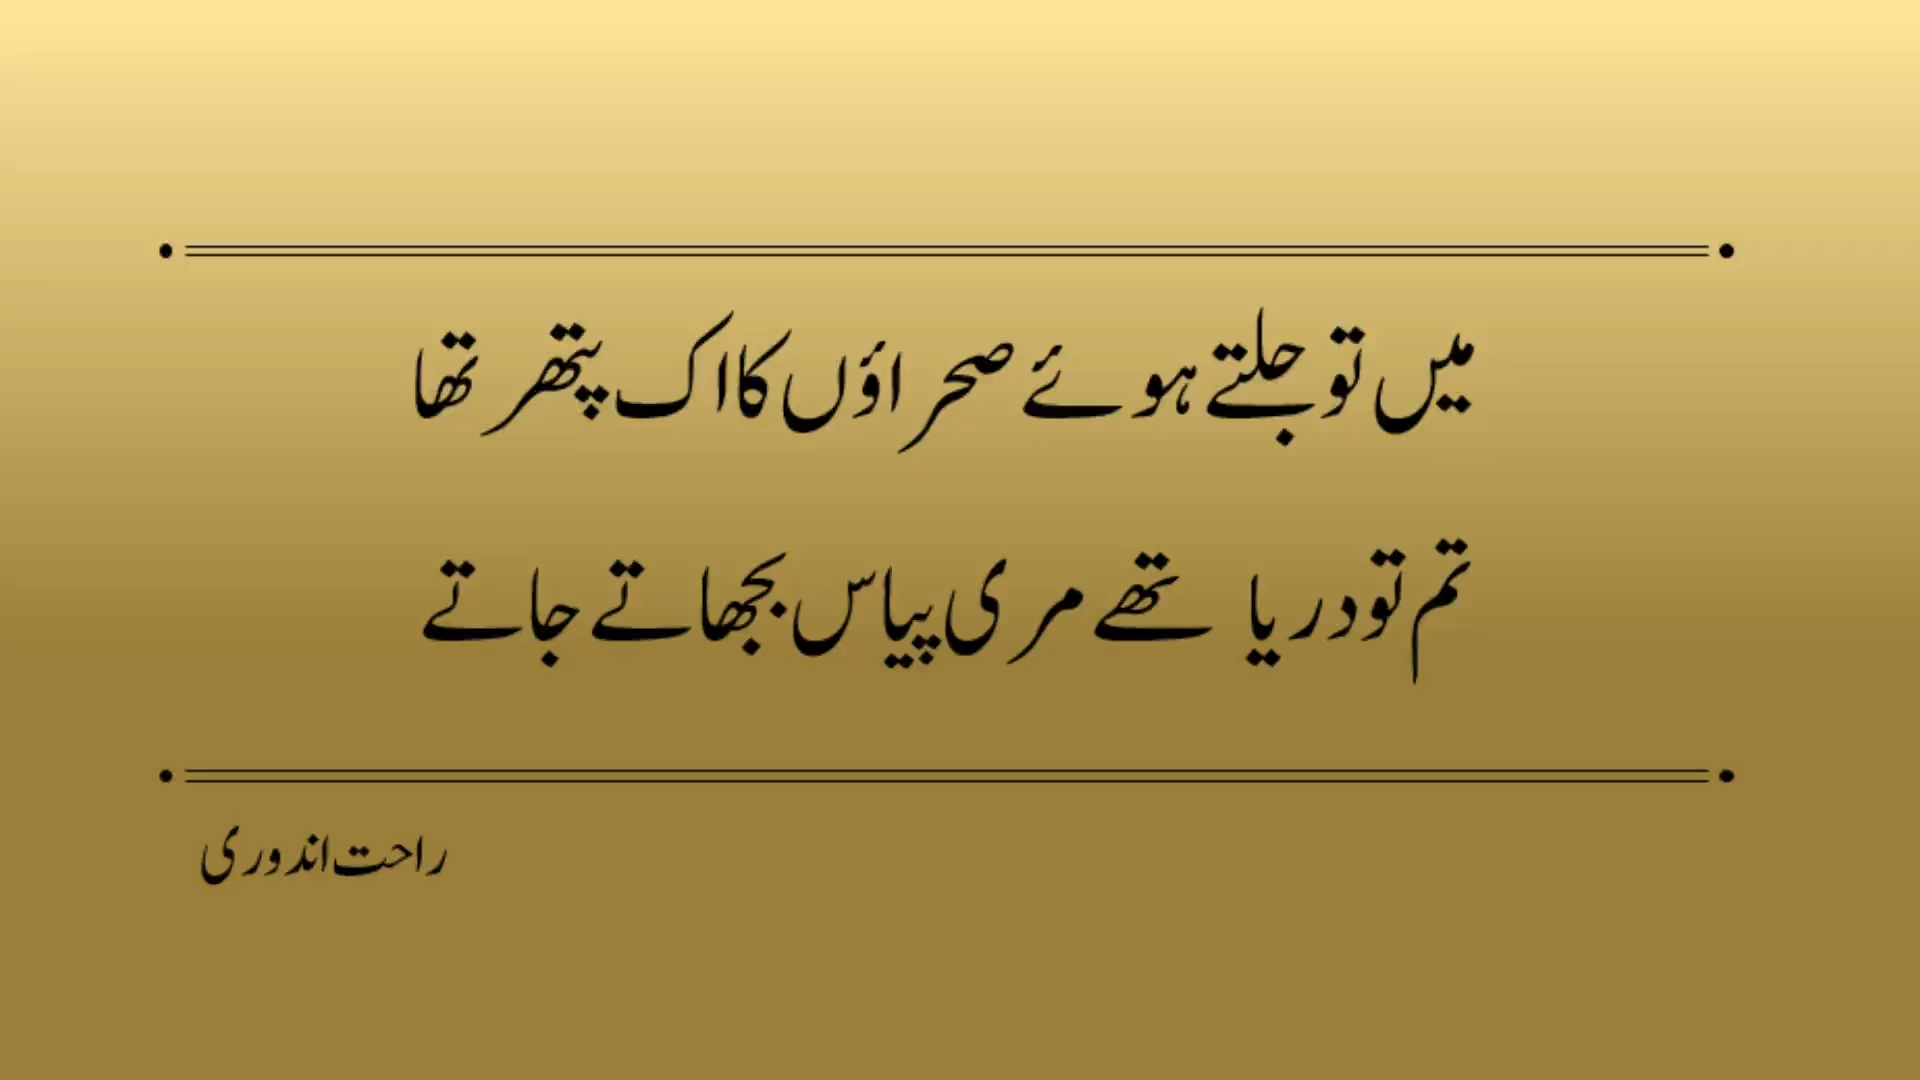 میں تو جلتے ہوئے صحراؤں کا اک پتھر تھا
تم تو دریا تھے مری پیاس بجھاتے جاتے
راحت اندوری